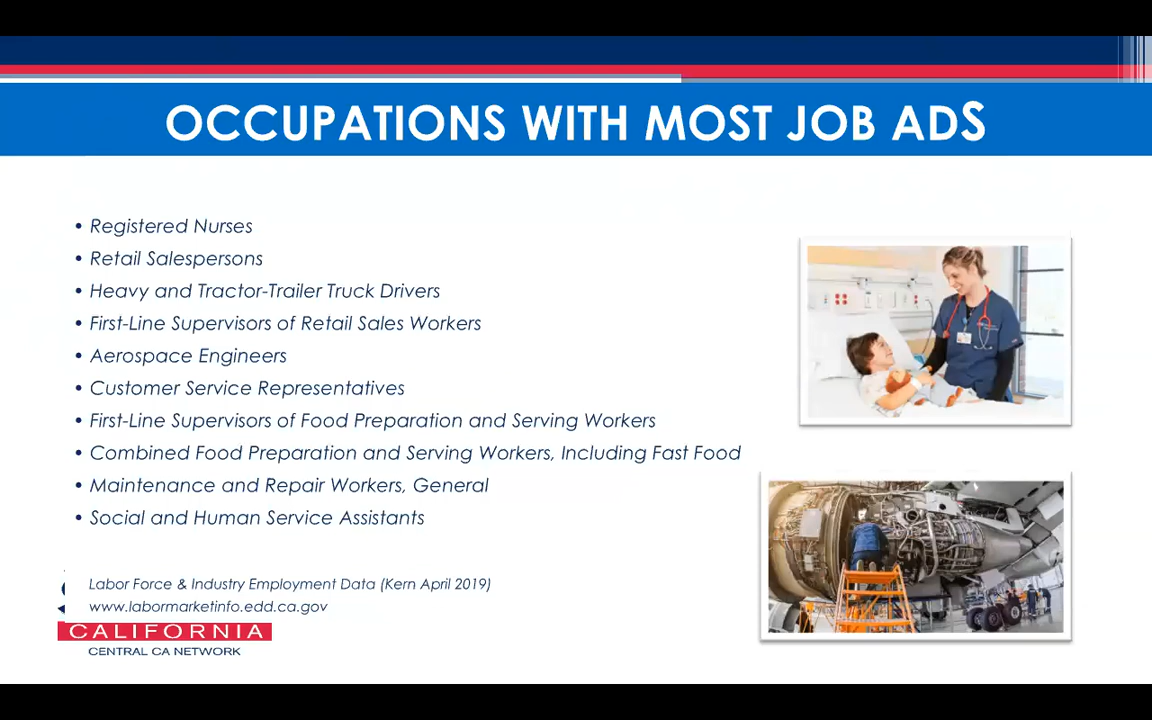 OCCUPATIONS WITH MOST JOB ADS
• Registered Nurses
• Retail Salespersons
• Heavy and Tractor-Trailer Truck Drivers
• First-Line Supervisors of Retail Sales Workers
• Aerospace Engineers
• Customer Service Representatives
• First-Line Supervisors of Food Preparation and Serving Workers
• Combined Food Preparation and Serving Workers, Including Fast Food
• Maintenance and Repair Workers, General
• Social and Human Service Assistants
Labor Force & Industry Employment Data (Kern April 2019)
www.labormarketinfo.edd.ca.gov
CALIFORNIA
CENTRAL CA NETWORK